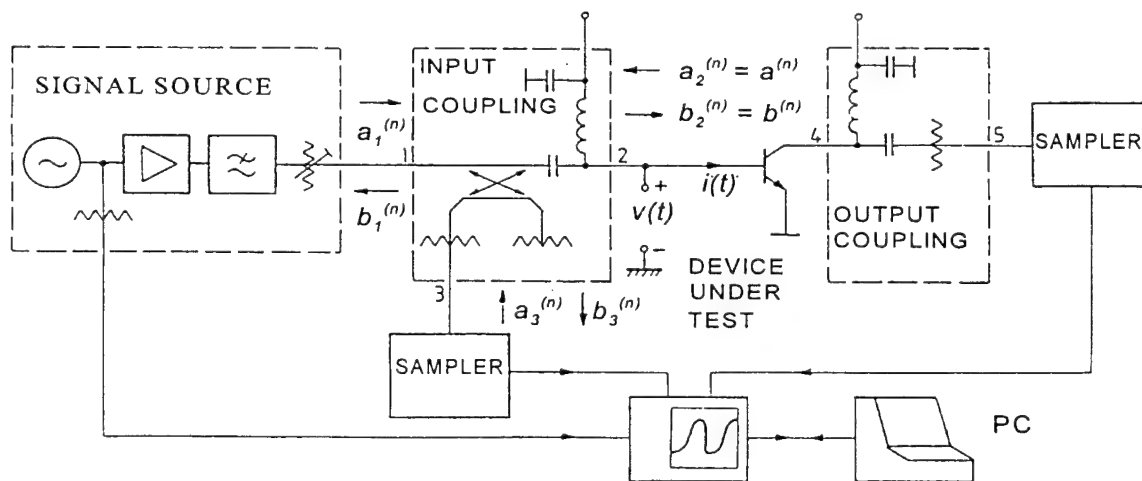 SIGNAL SOURCE
INPUT
COUPLING
a₁⁽ⁿ⁾
b₁⁽ⁿ⁾
1
a₂⁽ⁿ⁾ = a⁽ⁿ⁾
b₂⁽ⁿ⁾ = b⁽ⁿ⁾
2
+
v(t)
−
i(t)
4
5
SAMPLER
OUTPUT
COUPLING
DEVICE
UNDER
TEST
3
a₃⁽ⁿ⁾
b₃⁽ⁿ⁾
SAMPLER
PC